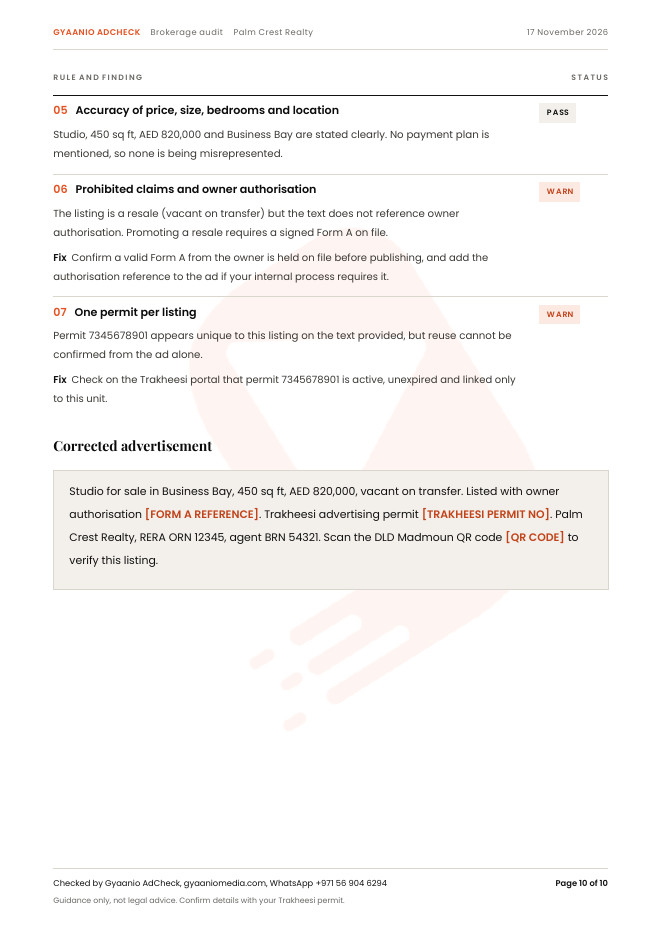 GYAANIO ADCHECK Brokerage audit Palm Crest Realty 17 November 2026
RULE AND FINDING STATUS
05 Accuracy of price, size, bedrooms and location PASS
Studio, 450 sq ft, AED 820,000 and Business Bay are stated clearly. No payment plan is
mentioned, so none is being misrepresented.
06 Prohibited claims and owner authorisation WARN
The listing is a resale (vacant on transfer) but the text does not reference owner
authorisation. Promoting a resale requires a signed Form A on file.
Fix Confirm a valid Form A from the owner is held on file before publishing, and add the
authorisation reference to the ad if your internal process requires it.
07 One permit per listing WARN
Permit 7345678901 appears unique to this listing on the text provided, but reuse cannot be
confirmed from the ad alone.
Fix Check on the Trakheesi portal that permit 7345678901 is active, unexpired and linked only
to this unit.
Corrected advertisement
Studio for sale in Business Bay, 450 sq ft, AED 820,000, vacant on transfer. Listed with owner
authorisation [FORM A REFERENCE]. Trakheesi advertising permit [TRAKHEESI PERMIT NO]. Palm
Crest Realty, RERA ORN 12345, agent BRN 54321. Scan the DLD Madmoun QR code [QR CODE] to
verify this listing.
Checked by Gyaanio AdCheck, gyaaniomedia.com, WhatsApp +971 56 904 6294 Page 10 of 10
Guidance only, not legal advice. Confirm details with your Trakheesi permit.